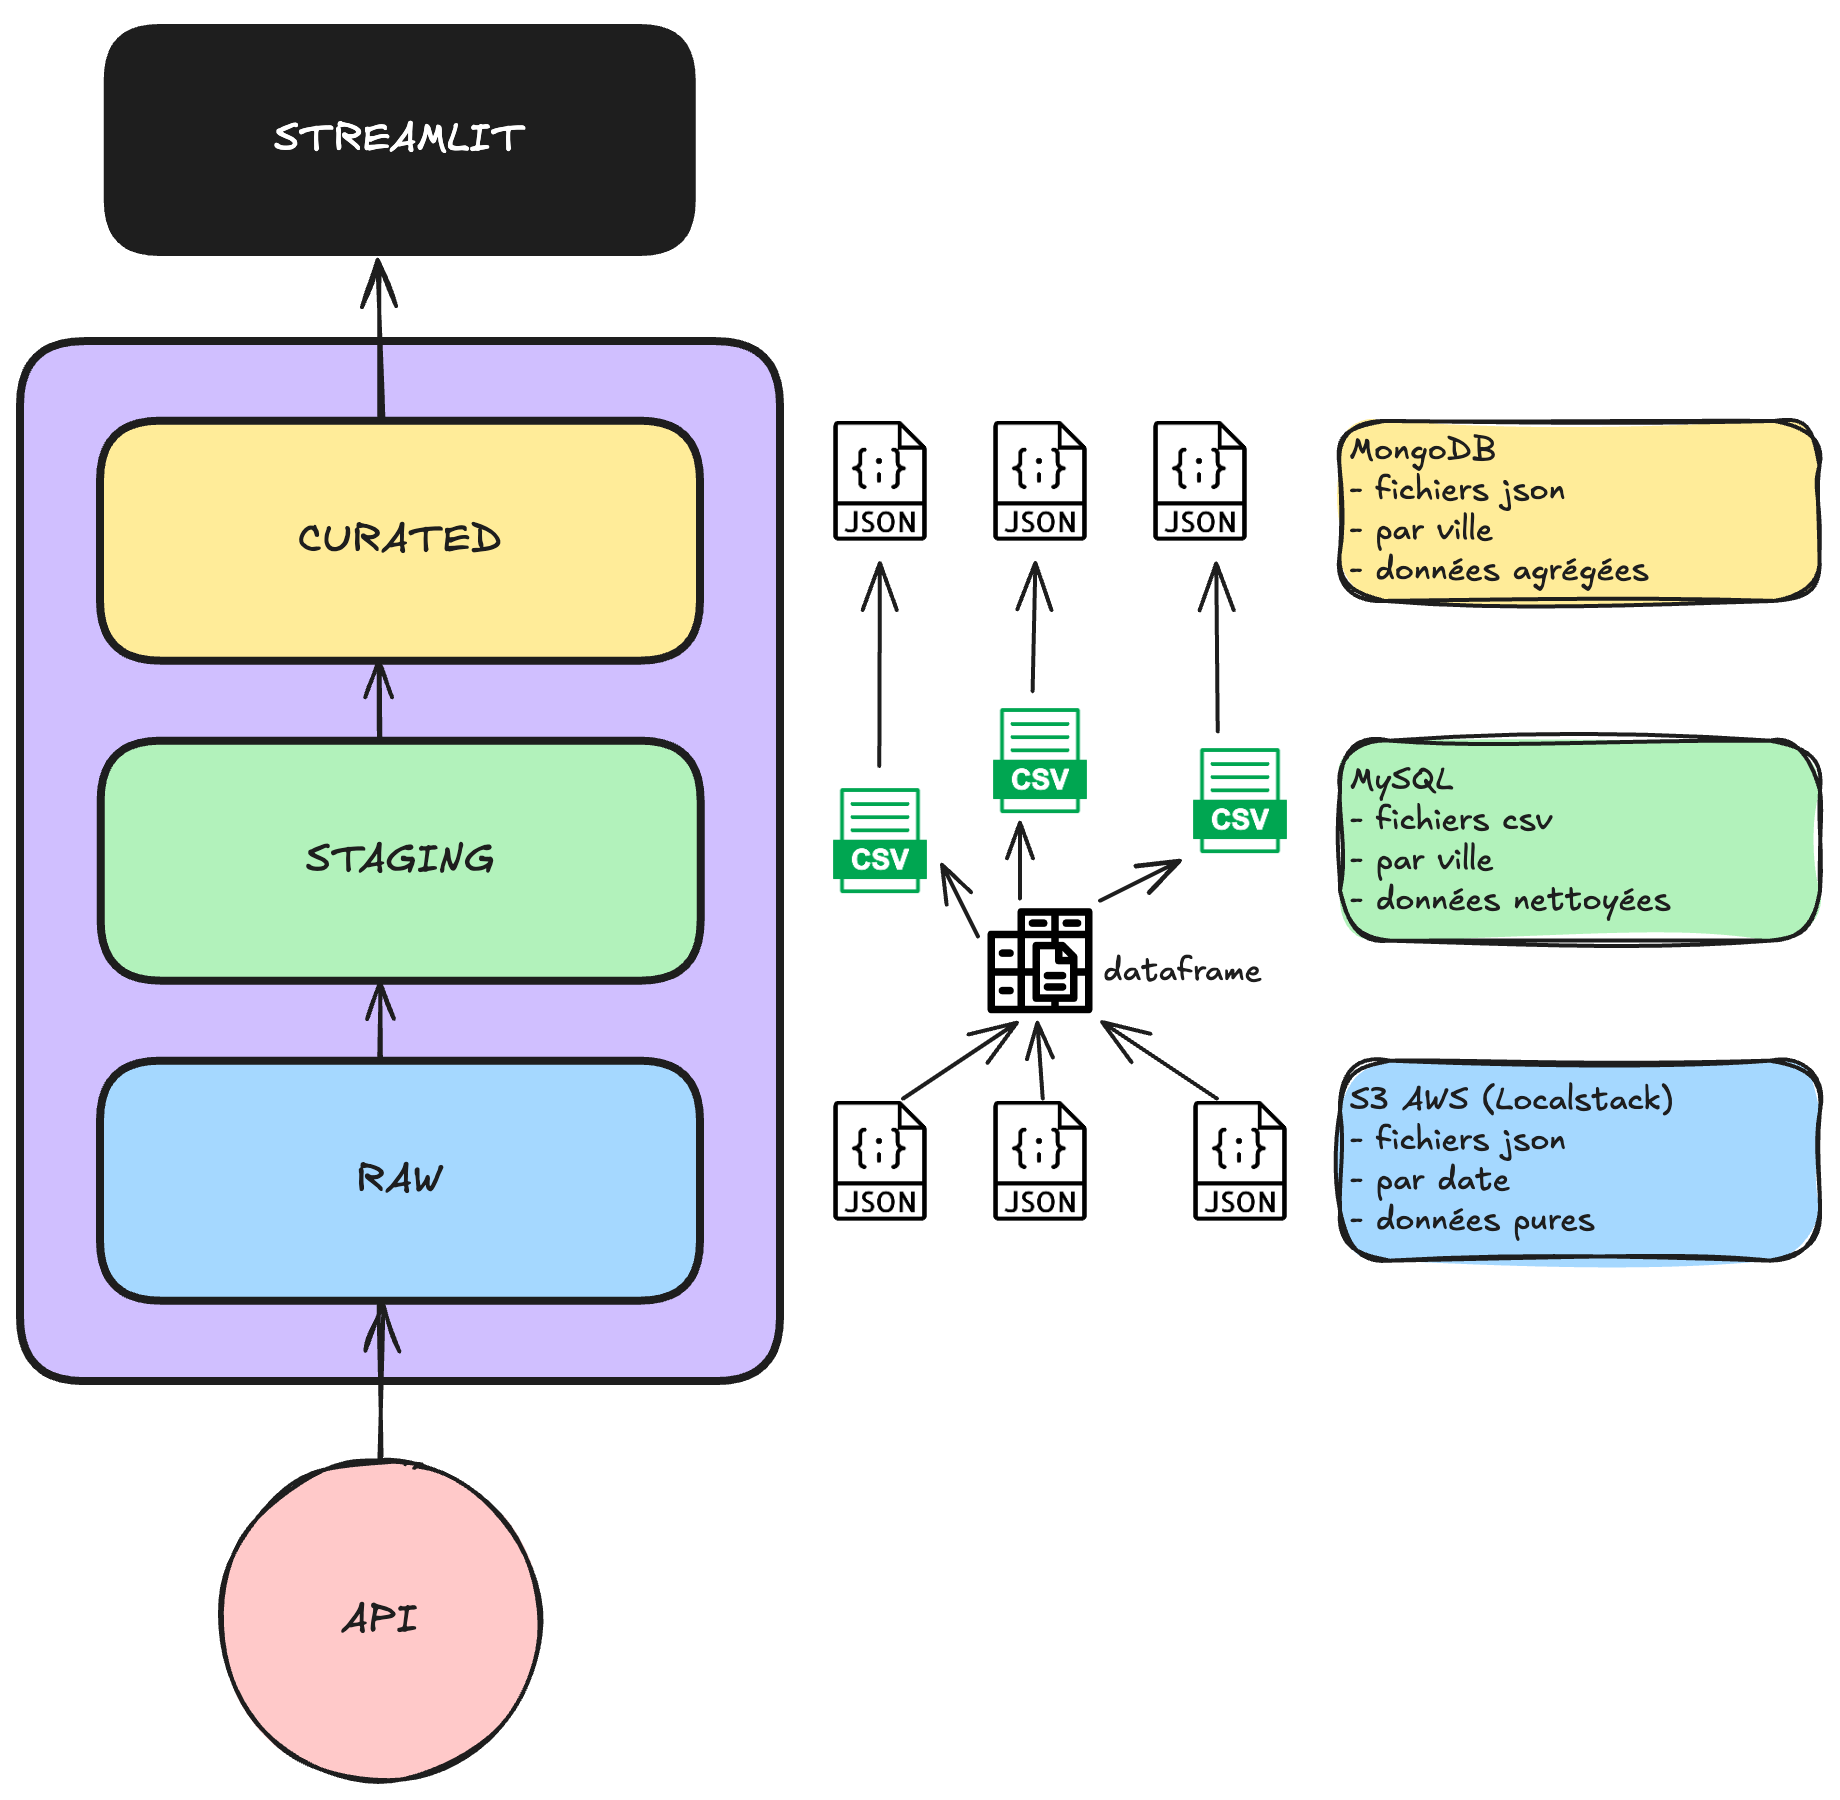 STREAMLIT
CURATED
JSON
JSON
JSON
MongoDB
- fichiers json
- par ville
- données agrégées
STAGING
CSV
CSV
CSV
dataframe
MySQL
- fichiers csv
- par ville
- données nettoyées
RAW
JSON
JSON
JSON
S3 AWS (Localstack)
- fichiers json
- par date
- données pures
API